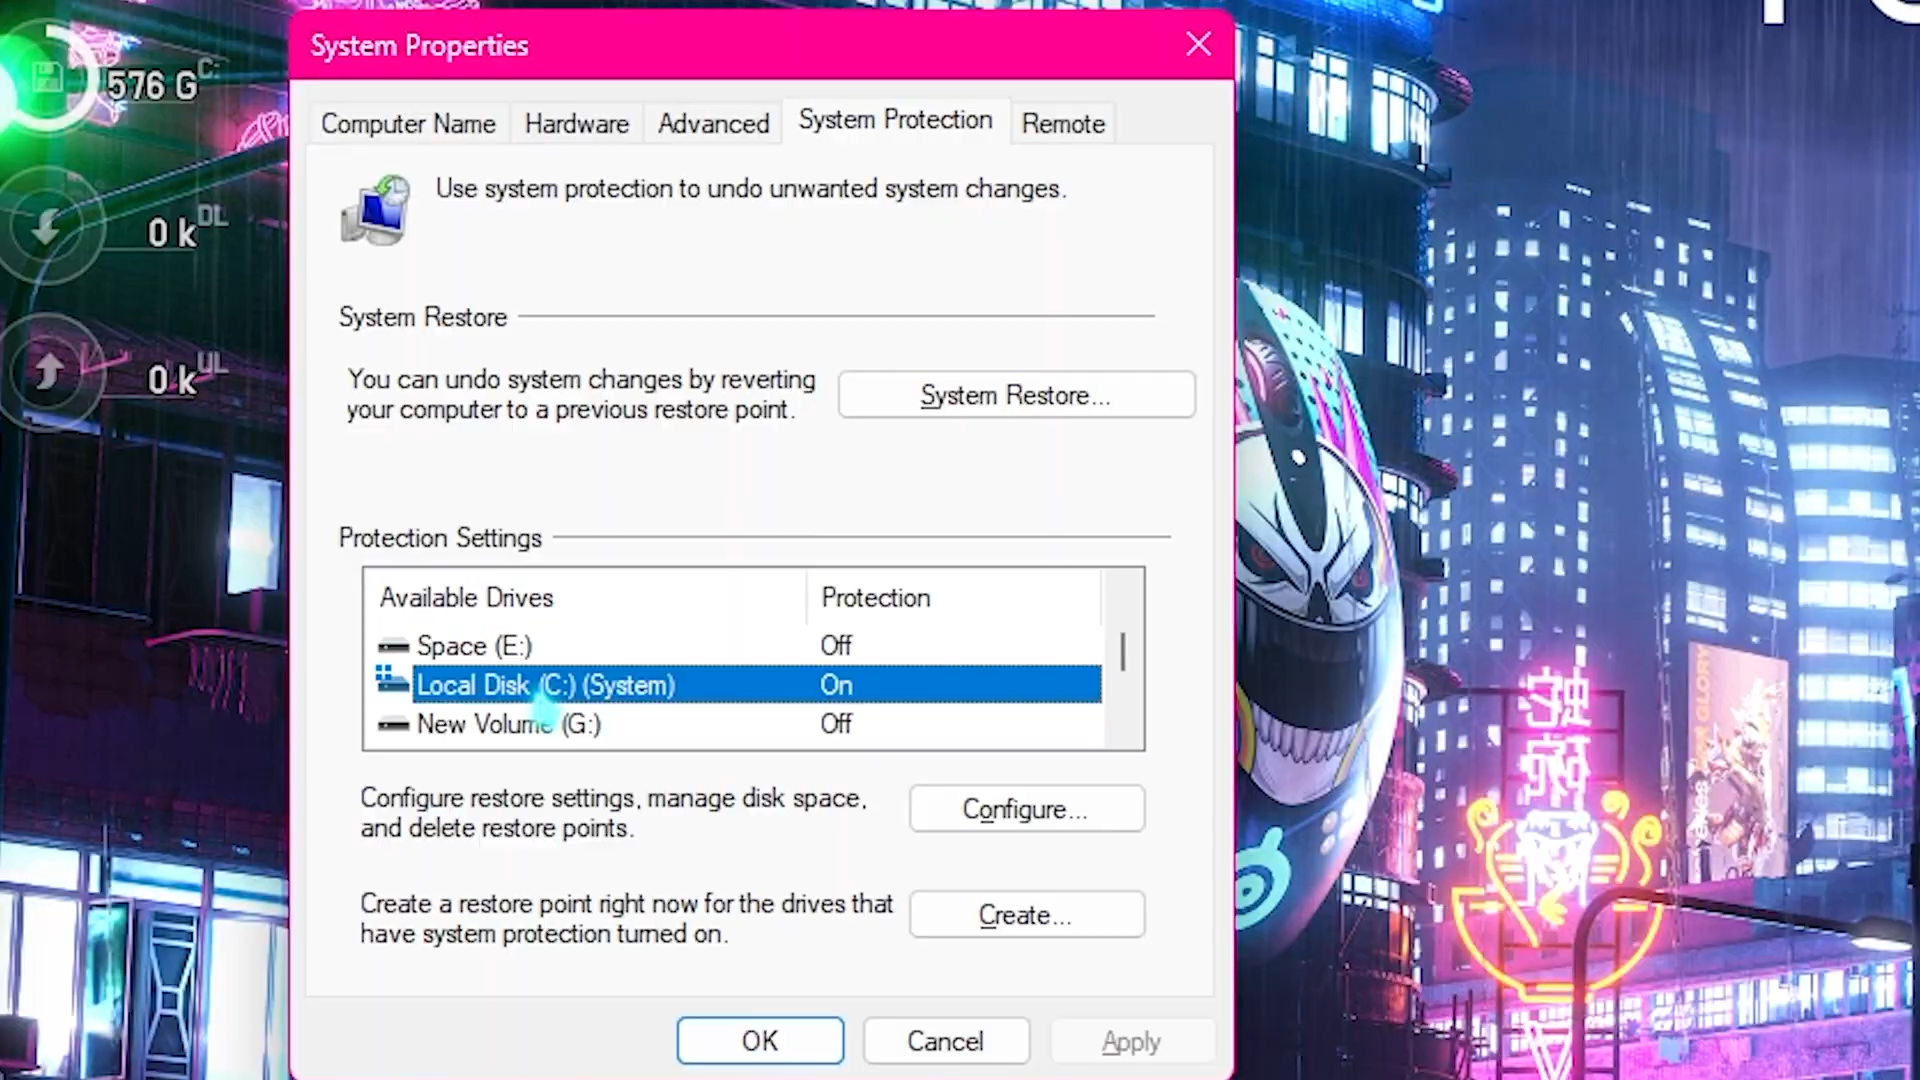 System Properties
576 G C:
0 k DL
0 k UL
Computer Name
Hardware
Advanced
System Protection
Remote
Use system protection to undo unwanted system changes.
System Restore
You can undo system changes by reverting
your computer to a previous restore point.
System Restore...
Protection Settings
Available Drives Protection
Space (E:) Off
Local Disk (C:) (System) On
New Volume (G:) Off
Configure restore settings, manage disk space,
and delete restore points.
Configure...
Create a restore point right now for the drives that
have system protection turned on.
Create...
OK
Cancel
Apply
GLORY